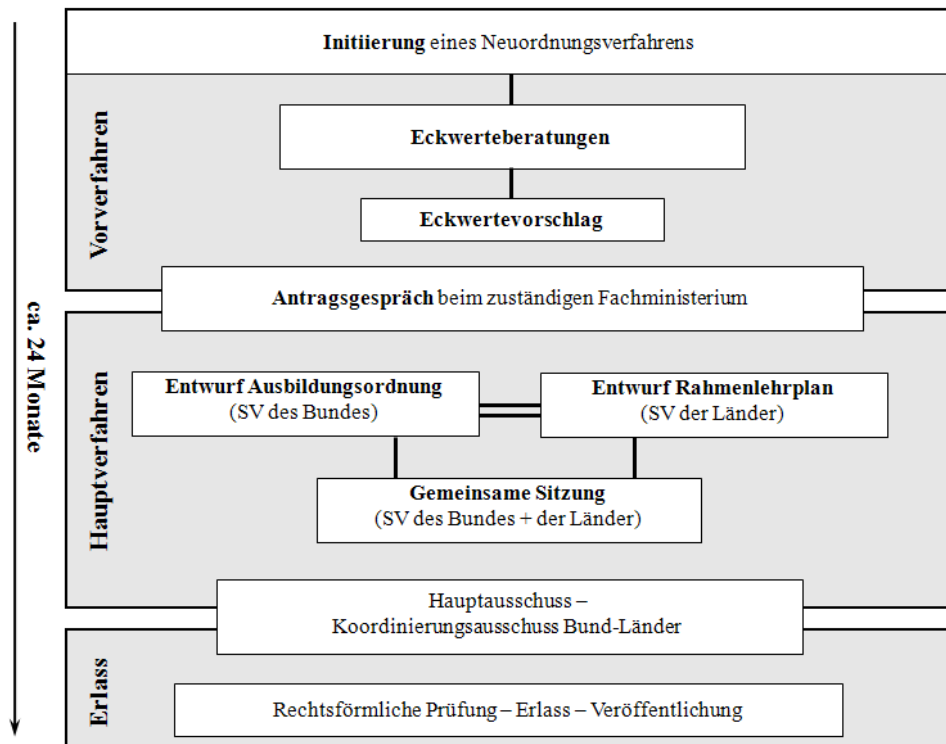 Initiierung eines Neuordnungsverfahrens
Vorverfahren
Eckwerteberatungen
Eckwertevorschlag
Antragsgespräch beim zuständigen Fachministerium
ca. 24 Monate
Hauptverfahren
Entwurf Ausbildungsordnung
(SV des Bundes)
Entwurf Rahmenlehrplan
(SV der Länder)
Gemeinsame Sitzung
(SV des Bundes + der Länder)
Hauptausschuss –
Koordinierungsausschuss Bund-Länder
Erlass
Rechtsförmliche Prüfung – Erlass – Veröffentlichung